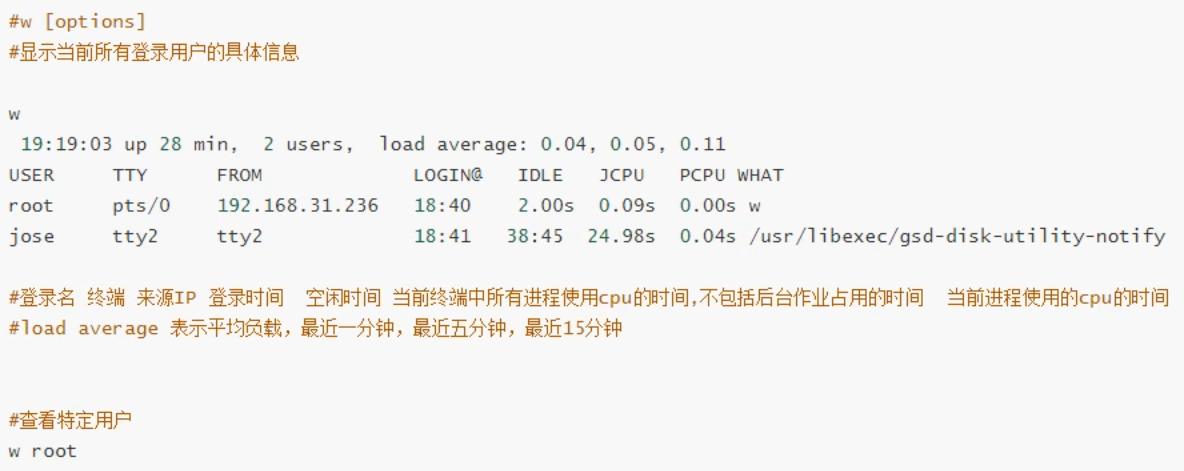 #w [options]
#显示当前所有登录用户的具体信息
w
19:19:03 up 28 min,  2 users,  load average: 0.04, 0.05, 0.11
USER     TTY      FROM             LOGIN@   IDLE   JCPU   PCPU WHAT
root     pts/0    192.168.31.236   18:40    2.00s  0.09s  0.00s w
jose     tty2     tty2             18:41   38:45  24.98s  0.04s /usr/libexec/gsd-disk-utility-notify
#登录名 终端 来源IP 登录时间  空闲时间 当前终端中所有进程使用cpu的时间,不包括后台作业占用的时间  当前进程使用的cpu的时间
#load average 表示平均负载，最近一分钟，最近五分钟，最近15分钟
#查看特定用户
w root